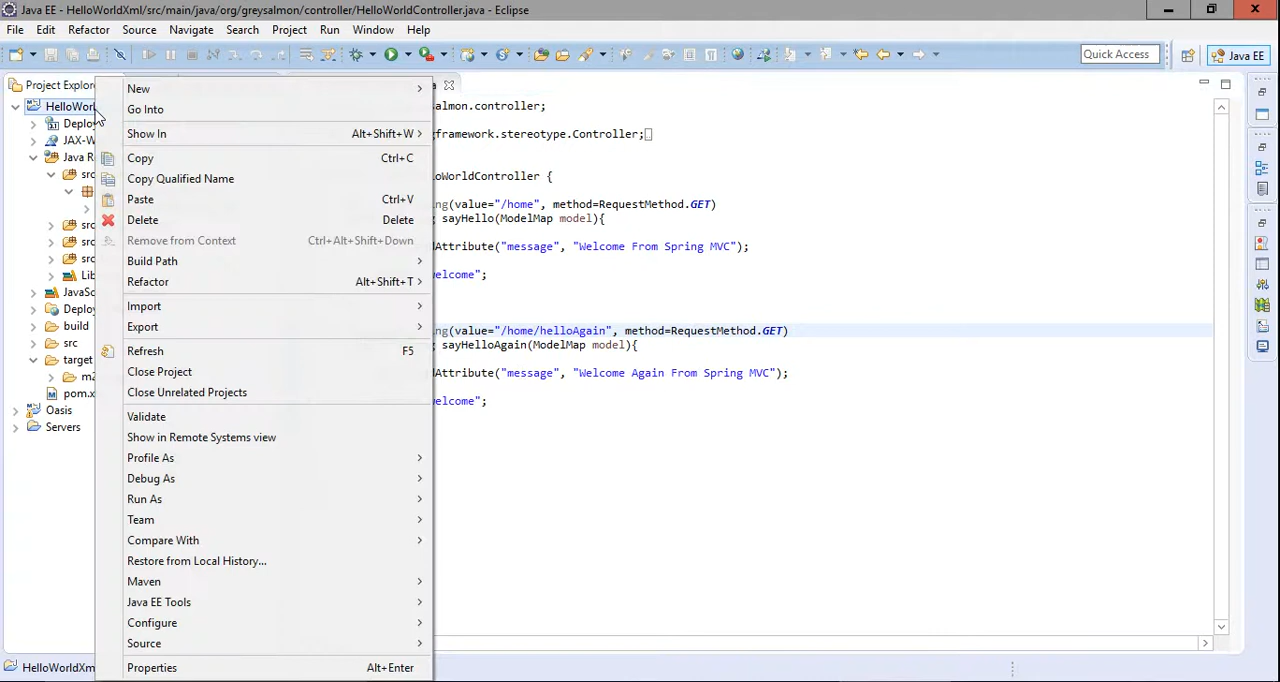 Java EE - HelloWorldXml/src/main/java/org/greysalmon/controller/HelloWorldController.java - Eclipse
File Edit Refactor Source Navigate Search Project Run Window Help
Quick Access Java EE
Project Explor
HelloWorl
Deplo
JAX-W
Java R
src
src
src
src
Lib
JavaSc
Deplo
build
src
target
m2
pom.x
Oasis
Servers
New
Go Into
Show In Alt+Shift+W
Copy Ctrl+C
Copy Qualified Name
Paste Ctrl+V
Delete Delete
Remove from Context Ctrl+Alt+Shift+Down
Build Path
Refactor Alt+Shift+T
Import
Export
Refresh F5
Close Project
Close Unrelated Projects
Validate
Show in Remote Systems view
Profile As
Debug As
Run As
Team
Compare With
Restore from Local History...
Maven
Java EE Tools
Configure
Source
Properties Alt+Enter
salmon.controller;
gframework.stereotype.Controller;
loWorldController {
ng(value="/home", method=RequestMethod.GET)
g sayHello(ModelMap model){
dAttribute("message", "Welcome From Spring MVC");
elcome";
ng(value="/home/helloAgain", method=RequestMethod.GET)
g sayHelloAgain(ModelMap model){
dAttribute("message", "Welcome Again From Spring MVC");
elcome";
HelloWorldXm